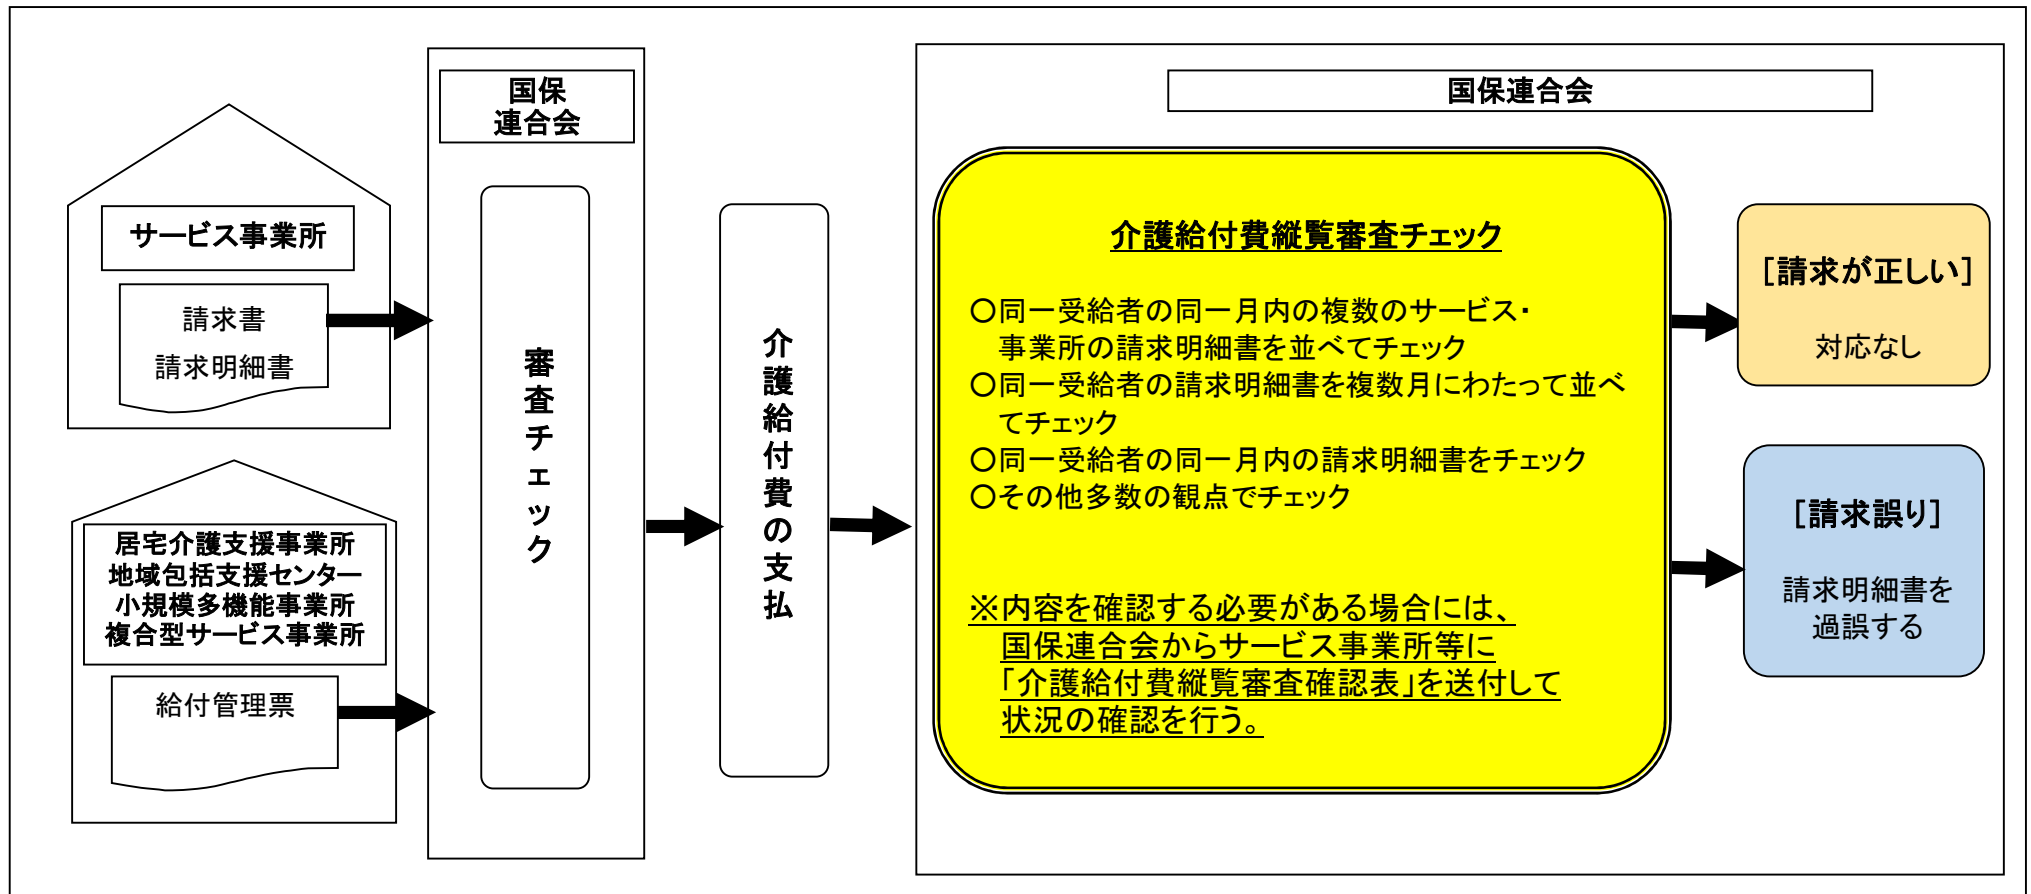 サービス事業所
請求書
請求明細書
居宅介護支援事業所
地域包括支援センター
小規模多機能事業所
複合型サービス事業所
給付管理票
国保
連合会
審査チェック
介護給付費の支払
国保連合会
介護給付費縦覧審査チェック
○同一受給者の同一月内の複数のサービス・
事業所の請求明細書を並べてチェック
○同一受給者の請求明細書を複数月にわたって並べ
てチェック
○同一受給者の同一月内の請求明細書をチェック
○その他多数の観点でチェック
※内容を確認する必要がある場合には、
国保連合会からサービス事業所等に
「介護給付費縦覧審査確認表」を送付して
状況の確認を行う。
[請求が正しい]
対応なし
[請求誤り]
請求明細書を
過誤する